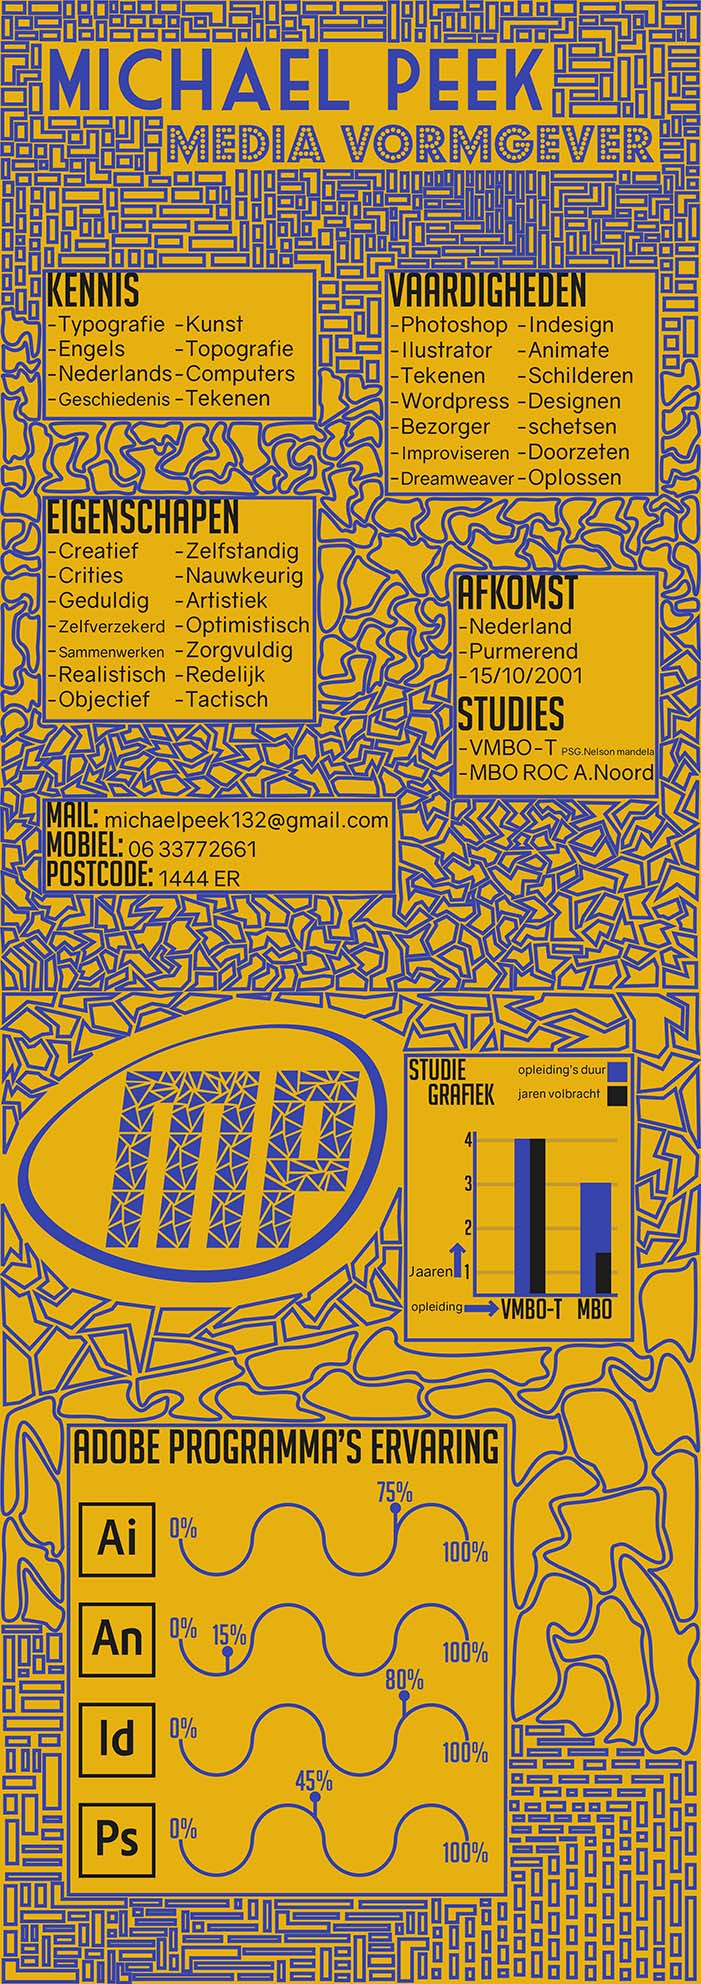 MICHAEL PEEK
MEDIA VORMGEVER
KENNIS
-Typografie -Kunst
-Engels -Topografie
-Nederlands -Computers
-Geschiedenis -Tekenen
VAARDIGHEDEN
-Photoshop -Indesign
-Ilustrator -Animate
-Tekenen -Schilderen
-Wordpress -Designen
-Bezorger -schetsen
-Improviseren -Doorzeten
-Dreamweaver -Oplossen
EIGENSCHAPEN
-Creatief -Zelfstandig
-Crities -Nauwkeurig
-Geduldig -Artistiek
-Zelfverzekerd -Optimistisch
-Sammenwerken -Zorgvuldig
-Realistisch -Redelijk
-Objectief -Tactisch
AFKOMST
-Nederland
-Purmerend
-15/10/2001
STUDIES
-VMBO-T PSG.Nelson mandela
-MBO ROC A.Noord
MAIL: michaelpeek132@gmail.com
MOBIEL: 06 33772661
POSTCODE: 1444 ER
MP
STUDIE
GRAFIEK
opleiding's duur
jaren volbracht
4
3
2
Jaaren 1
opleiding VMBO-T MBO
ADOBE PROGRAMMA'S ERVARING
Ai 0% 75% 100%
An 0% 15% 100%
Id 0% 80% 100%
Ps 0% 45% 100%